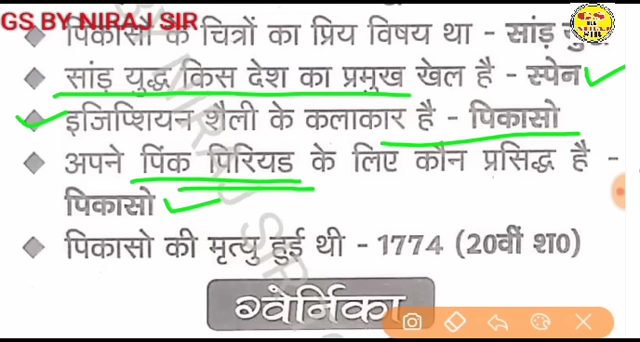 GS BY NIRAJ SIR
पिकासो के चित्रों का प्रिय विषय था - सांड़
सांड़ युद्ध किस देश का प्रमुख खेल है - स्पेन
इजिप्शियन शैली के कलाकार है - पिकासो
अपने पिंक पिरियड के लिए कौन प्रसिद्ध है -
पिकासो
पिकासो की मृत्यु हुई थी - 1774 (20वीं श0)
ग्वेर्निका